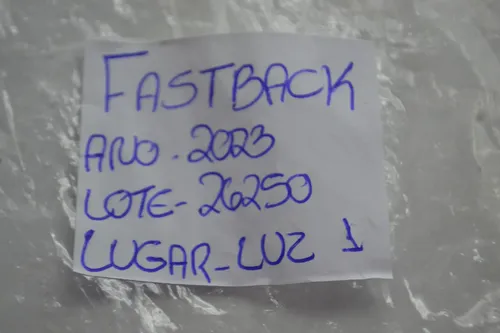 FASTBACK
ANO. 2023
LOTE- 26250
LUGAR-LUZ 1